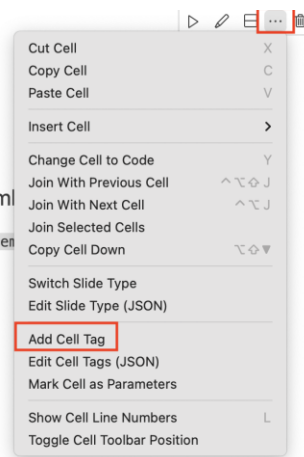 Cut Cell X
Copy Cell C
Paste Cell V
Insert Cell >
Change Cell to Code Y
Join With Previous Cell ^⌥⇧J
Join With Next Cell ^⌥J
Join Selected Cells
Copy Cell Down ⌥⇧▼
Switch Slide Type
Edit Slide Type (JSON)
Add Cell Tag
Edit Cell Tags (JSON)
Mark Cell as Parameters
Show Cell Line Numbers L
Toggle Cell Toolbar Position